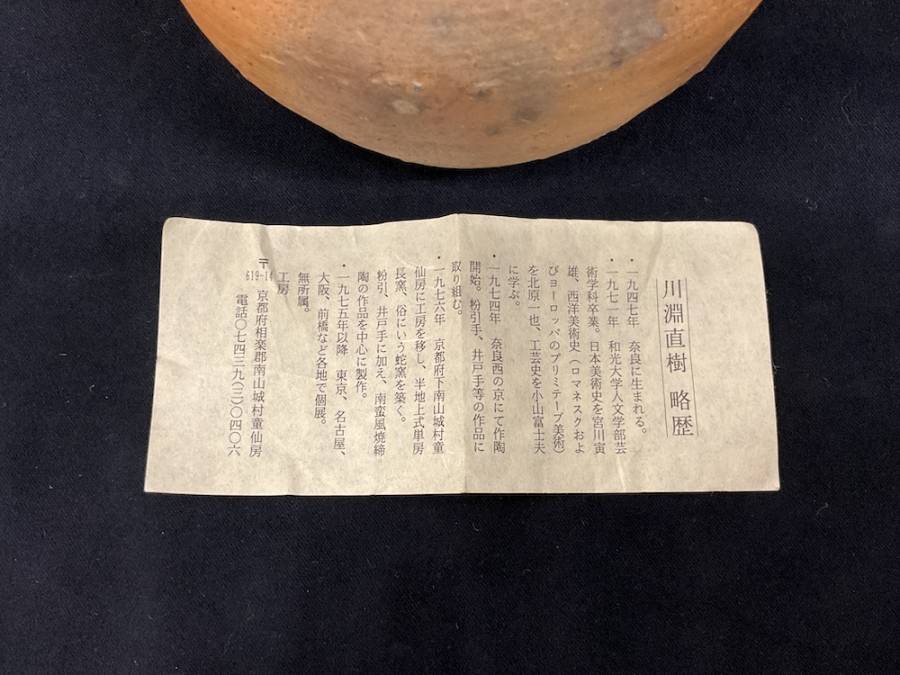 川淵直樹 略歴
・一九四七年 奈良に生まれる。
・一九七一年 和光大学人文学部芸
術学科卒業。日本美術史を宮川寅
雄、西洋美術史（ロマネスクおよ
びヨーロッパのプリミテーブ美術）
を北原一也、工芸史を小山富士夫
に学ぶ。
・一九七四年 奈良西の京にて作陶
開始。粉引手、井戸手等の作品に
取り組む。
・一九七六年 京都府下南山城村童
仙房に工房を移し、半地上式単房
長窯、俗にいう蛇窯を築く。
粉引、井戸手に加え、南蛮風焼締
陶の作品を中心に製作。
・一九七五年以降 東京、名古屋、
大阪、前橋など各地で個展。
無所属。
工房
〒619-14 京都府相楽郡南山城村童仙房
電話〇七四三九（三）〇四〇六